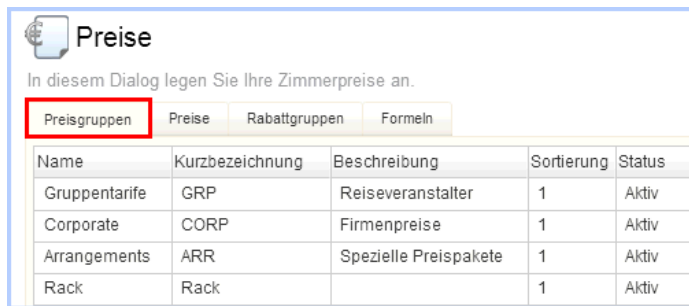 Preise
In diesem Dialog legen Sie Ihre Zimmerpreise an.
Preisgruppen Preise Rabattgruppen Formeln
Name Kurzbezeichnung Beschreibung Sortierung Status
Gruppentarife GRP Reiseveranstalter 1 Aktiv
Corporate CORP Firmenpreise 1 Aktiv
Arrangements ARR Spezielle Preispakete 1 Aktiv
Rack Rack 1 Aktiv